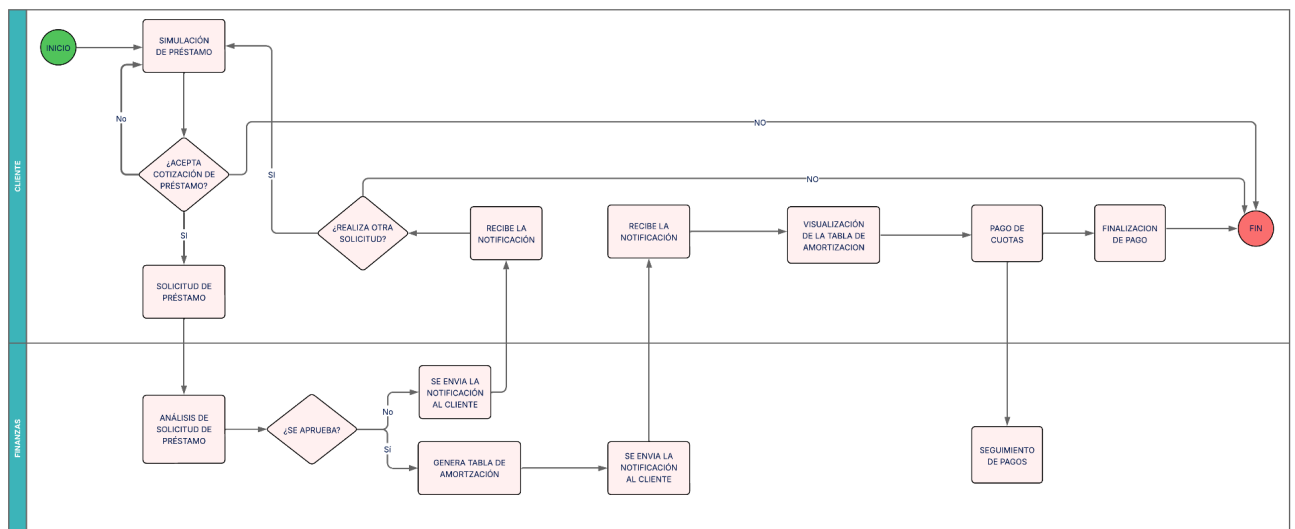 CLIENTE
INICIO
SIMULACIÓN
DE PRÉSTAMO
No
NO
¿ACEPTA
COTIZACIÓN DE
PRÉSTAMO?
SI
NO
SI
¿REALIZA OTRA
SOLICITUD?
RECIBE LA
NOTIFICACIÓN
RECIBE LA
NOTIFICACIÓN
VISUALIZACIÓN
DE LA TABLA DE
AMORTIZACION
PAGO DE
CUOTAS
FINALIZACION
DE PAGO
FIN
SOLICITUD DE
PRÉSTAMO
FINANZAS
ANÁLISIS DE
SOLICITUD DE
PRÉSTAMO
¿SE APRUEBA?
No
SE ENVIA LA
NOTIFICACIÓN
AL CLIENTE
Si
GENERA TABLA DE
AMORTZACIÓN
SE ENVIA LA
NOTIFICACIÓN
AL CLIENTE
SEGUIMIENTO
DE PAGOS